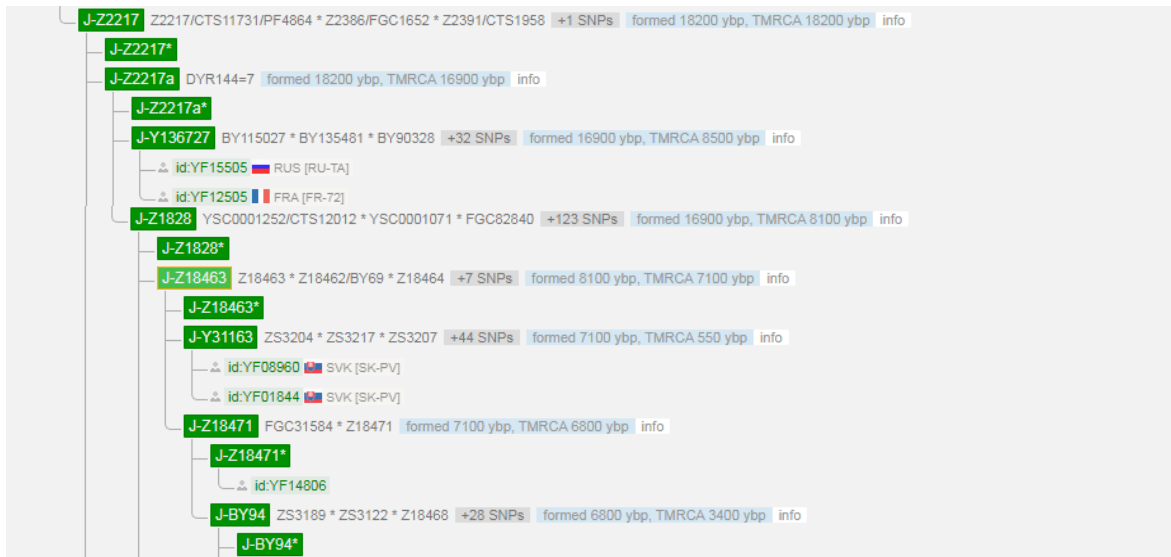 J-Z2217 Z2217/CTS11731/PF4864 * Z2386/FGC1652 * Z2391/CTS1958 +1 SNPs formed 18200 ybp, TMRCA 18200 ybp info
J-Z2217*
J-Z2217a DYR144=7 formed 18200 ybp, TMRCA 16900 ybp info
J-Z2217a*
J-Y136727 BY115027 * BY135481 * BY90328 +32 SNPs formed 16900 ybp, TMRCA 8500 ybp info
id:YF15505 RUS [RU-TA]
id:YF12505 FRA [FR-72]
J-Z1828 YSC0001252/CTS12012 * YSC0001071 * FGC82840 +123 SNPs formed 16900 ybp, TMRCA 8100 ybp info
J-Z1828*
J-Z18463 Z18463 * Z18462/BY69 * Z18464 +7 SNPs formed 8100 ybp, TMRCA 7100 ybp info
J-Z18463*
J-Y31163 ZS3204 * ZS3217 * ZS3207 +44 SNPs formed 7100 ybp, TMRCA 550 ybp info
id:YF08960 SVK [SK-PV]
id:YF01844 SVK [SK-PV]
J-Z18471 FGC31584 * Z18471 formed 7100 ybp, TMRCA 6800 ybp info
J-Z18471*
id:YF14806
J-BY94 ZS3189 * ZS3122 * Z18468 +28 SNPs formed 6800 ybp, TMRCA 3400 ybp info
J-BY94*